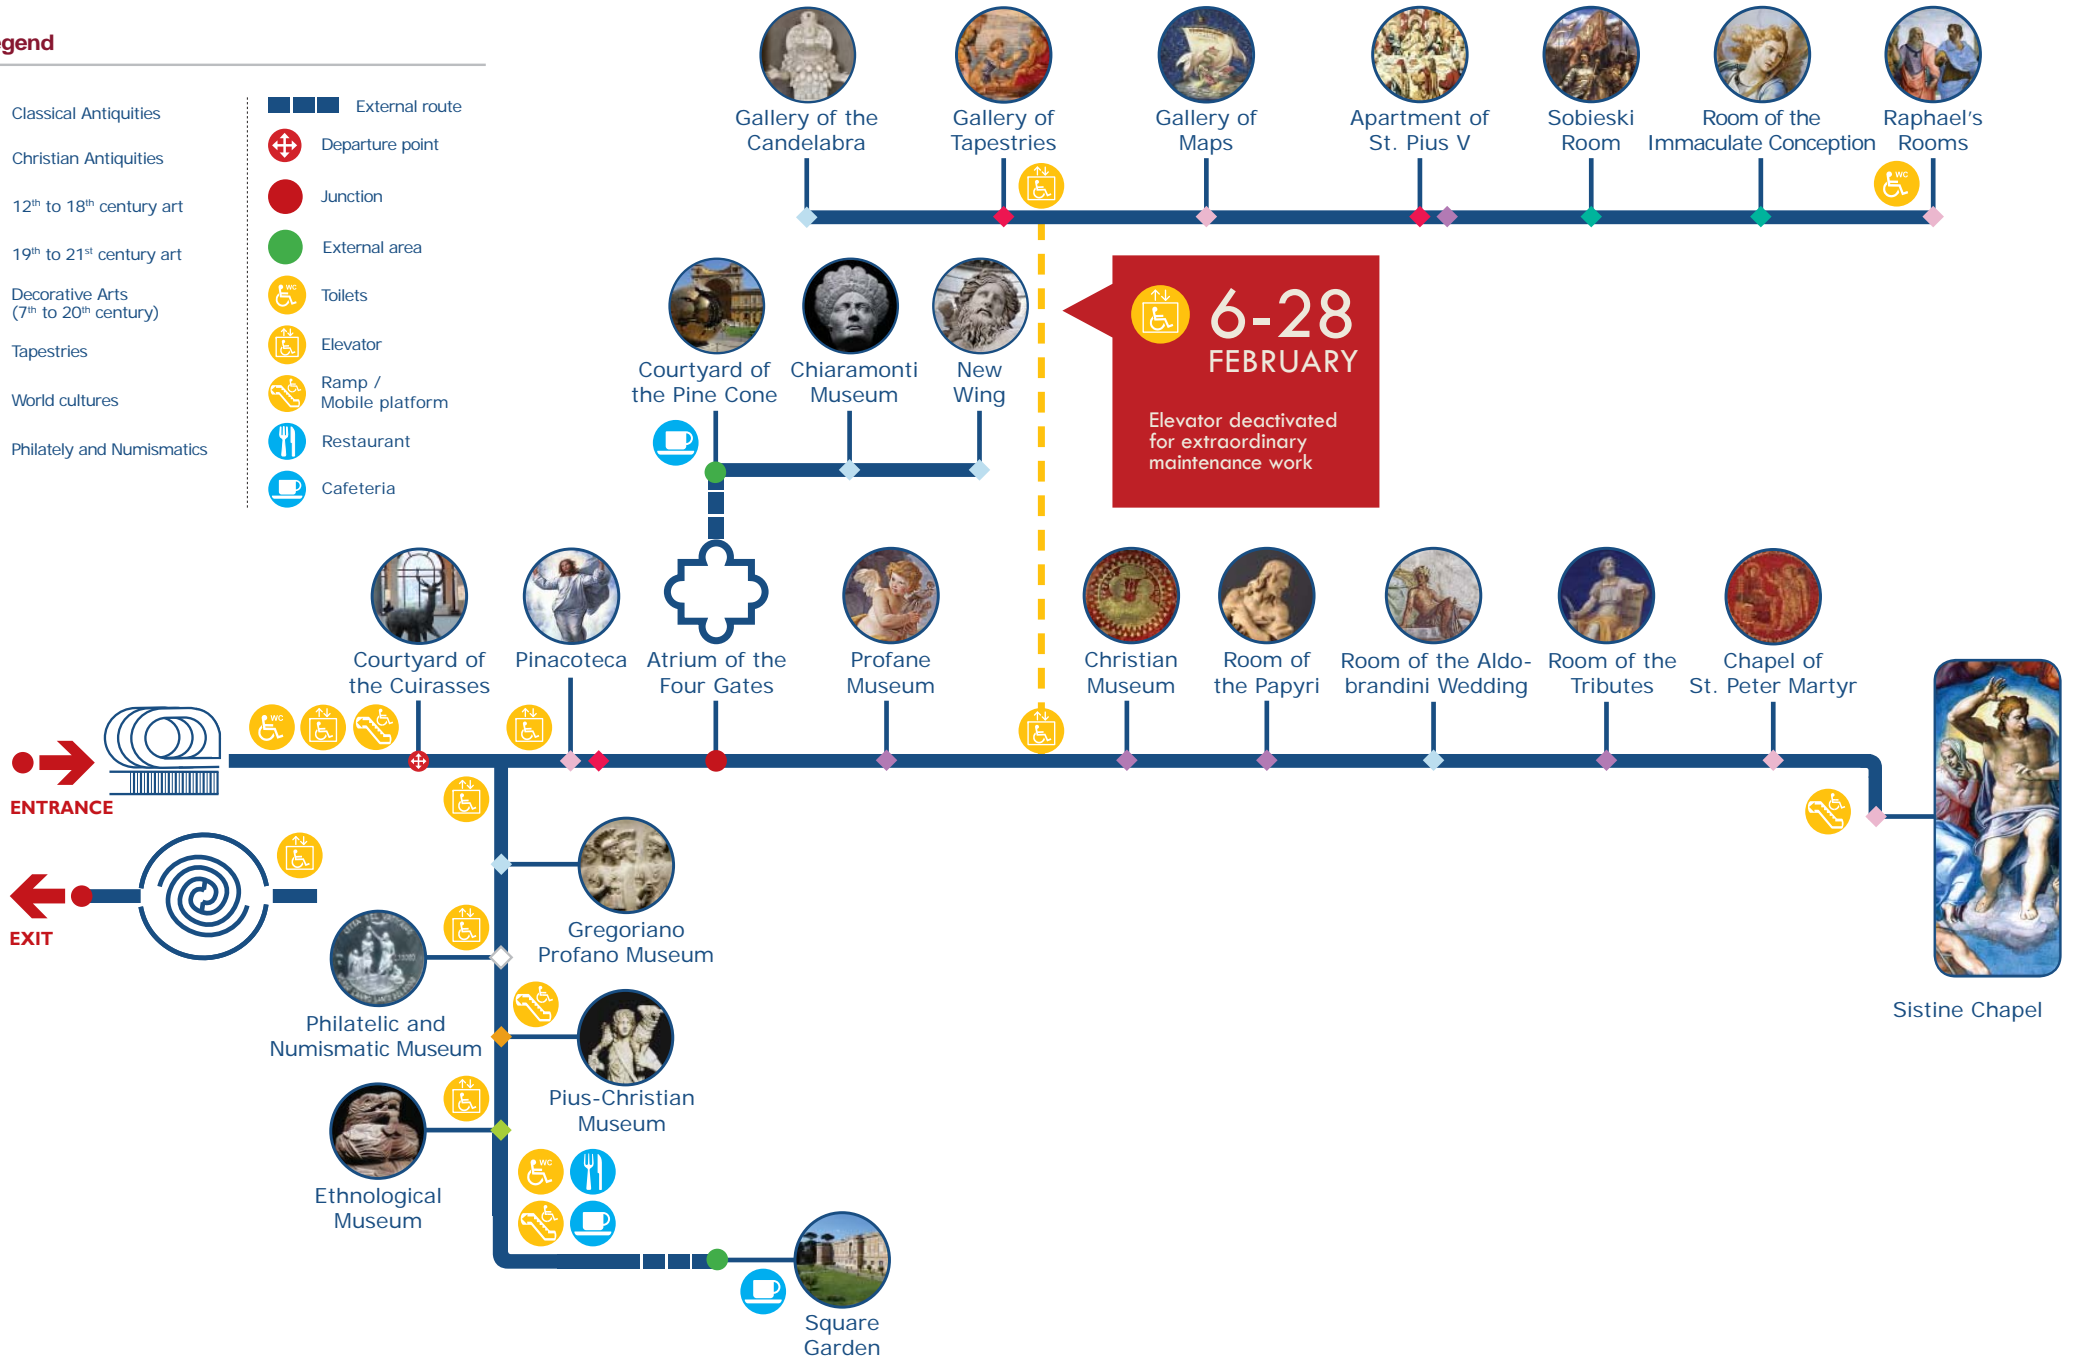 egend
Classical Antiquities
Christian Antiquities
12th to 18th century art
19th to 21st century art
Decorative Arts
(7th to 20th century)
Tapestries
World cultures
Philately and Numismatics
External route
Departure point
Junction
External area
WC
Toilets
Elevator
Ramp /
Mobile platform
Restaurant
Cafeteria
Gallery of the
Candelabra
Gallery of
Tapestries
Gallery of
Maps
Apartment of
St. Pius V
Sobieski
Room
Room of the
Immaculate Conception
Raphael's
Rooms
WC
Courtyard of
the Pine Cone
Chiaramonti
Museum
New
Wing
6-28
FEBRUARY
Elevator deactivated
for extraordinary
maintenance work
Courtyard of
the Cuirasses
Pinacoteca
Atrium of the
Four Gates
Profane
Museum
Christian
Museum
Room of
the Papyri
Room of the Aldo-
brandini Wedding
Room of the
Tributes
Chapel of
St. Peter Martyr
WC
ENTRANCE
EXIT
Gregoriano
Profano Museum
Philatelic and
Numismatic Museum
Pius-Christian
Museum
Ethnological
Museum
WC
Square
Garden
Sistine Chapel